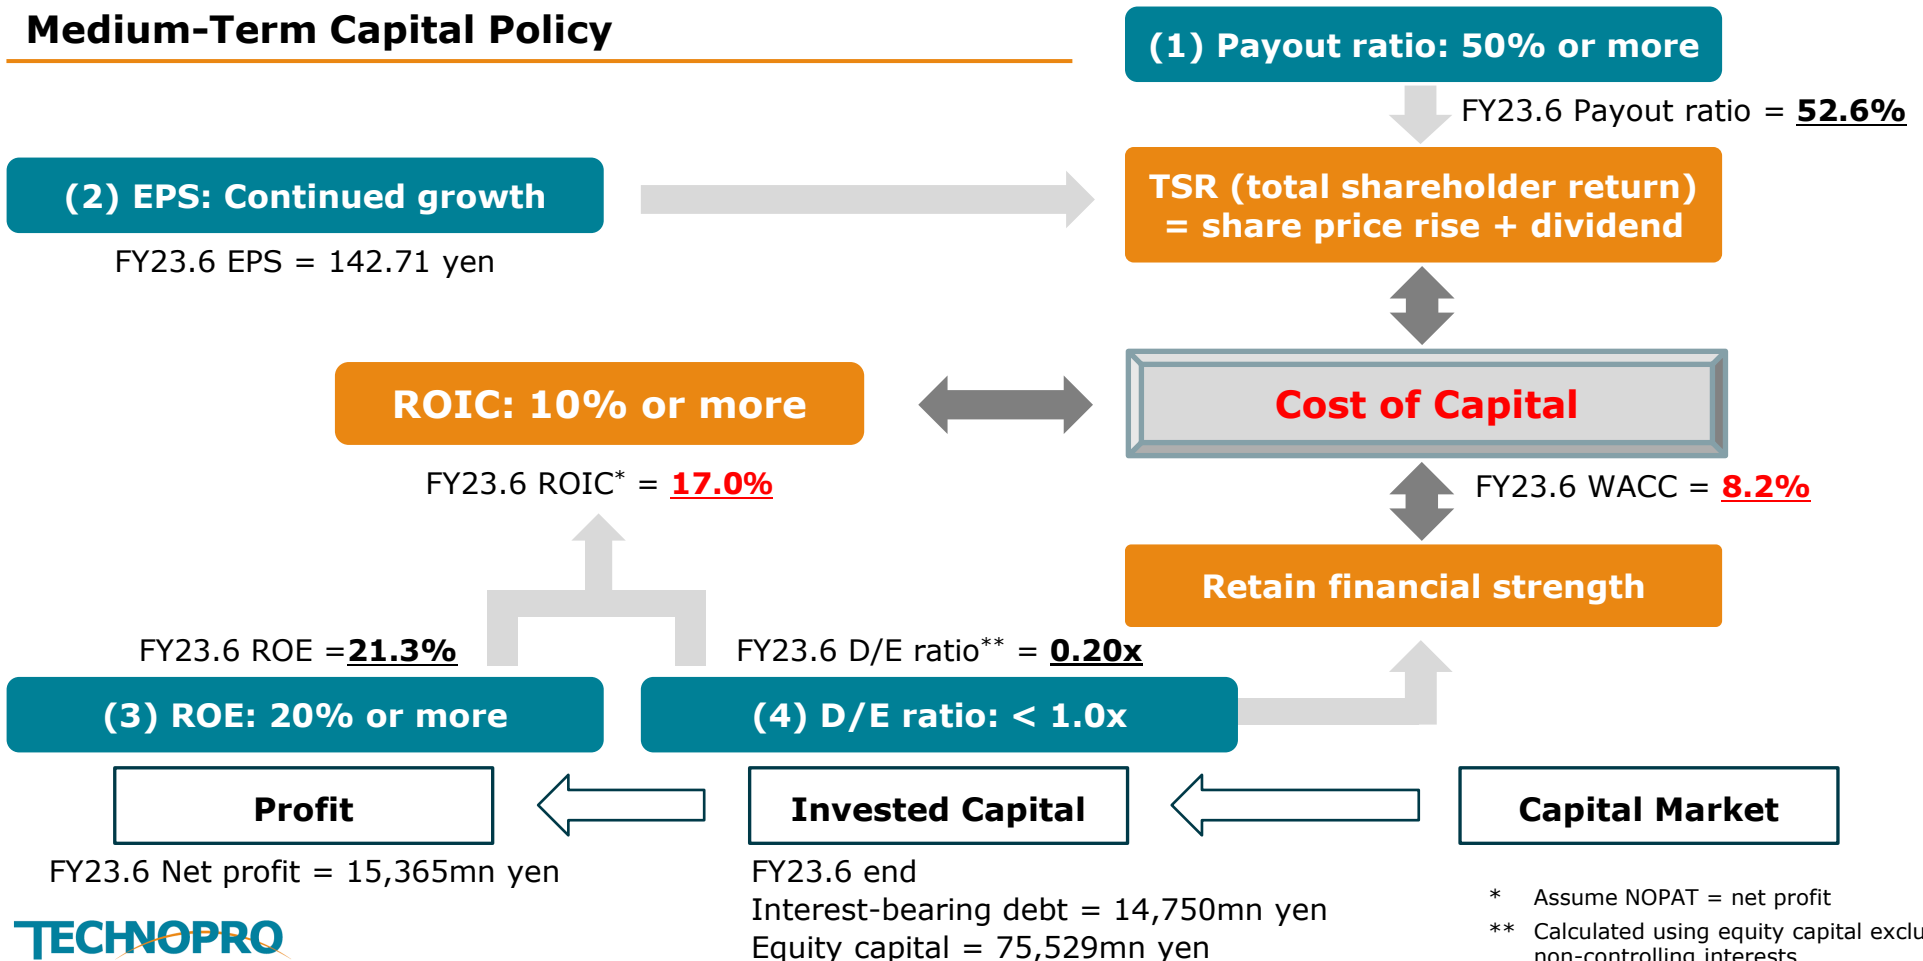 Medium-Term Capital Policy
(1) Payout ratio: 50% or more
FY23.6 Payout ratio = 52.6%
(2) EPS: Continued growth
FY23.6 EPS = 142.71 yen
TSR (total shareholder return)
= share price rise + dividend
ROIC: 10% or more
FY23.6 ROIC* = 17.0%
Cost of Capital
FY23.6 WACC = 8.2%
Retain financial strength
FY23.6 ROE =21.3%
FY23.6 D/E ratio** = 0.20x
(3) ROE: 20% or more
(4) D/E ratio: < 1.0x
Profit
Invested Capital
Capital Market
FY23.6 Net profit = 15,365mn yen
FY23.6 end
Interest-bearing debt = 14,750mn yen
Equity capital = 75,529mn yen
* Assume NOPAT = net profit
** Calculated using equity capital exclu
non-controlling interests
TECHNOPRO